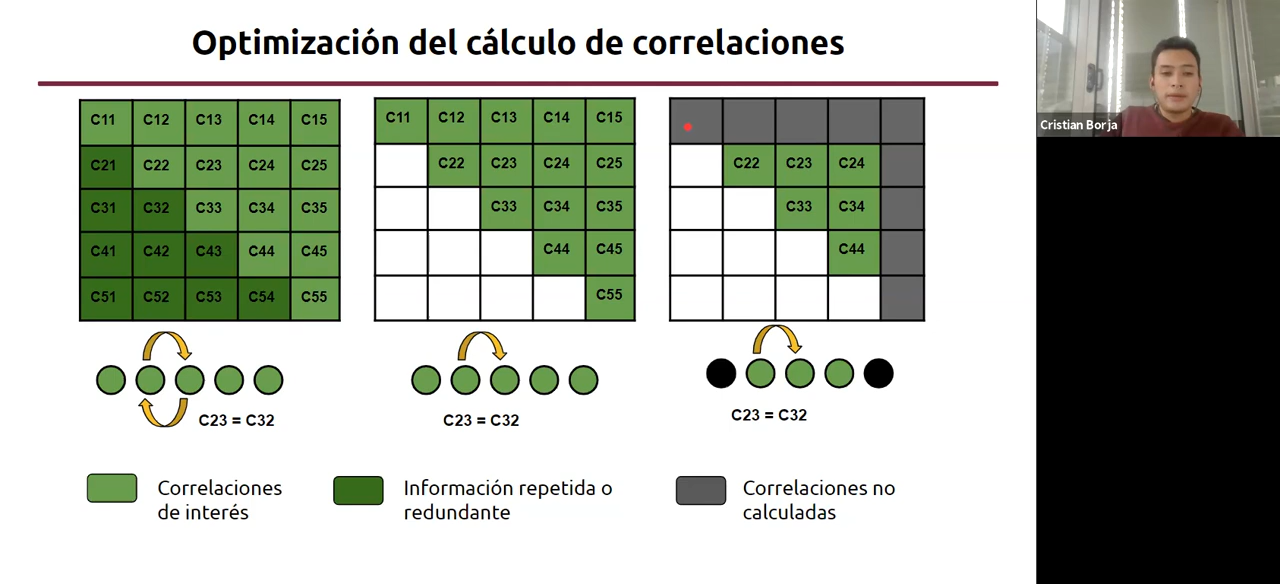 Optimización del cálculo de correlaciones
Cristian Borja
C11 C12 C13 C14 C15
C21 C22 C23 C24 C25
C31 C32 C33 C34 C35
C41 C42 C43 C44 C45
C51 C52 C53 C54 C55
C23 = C32
C11 C12 C13 C14 C15
C22 C23 C24 C25
C33 C34 C35
C44 C45
C55
C23 = C32
C22 C23 C24
C33 C34
C44
C23 = C32
Correlaciones
de interés
Información repetida o
redundante
Correlaciones no
calculadas